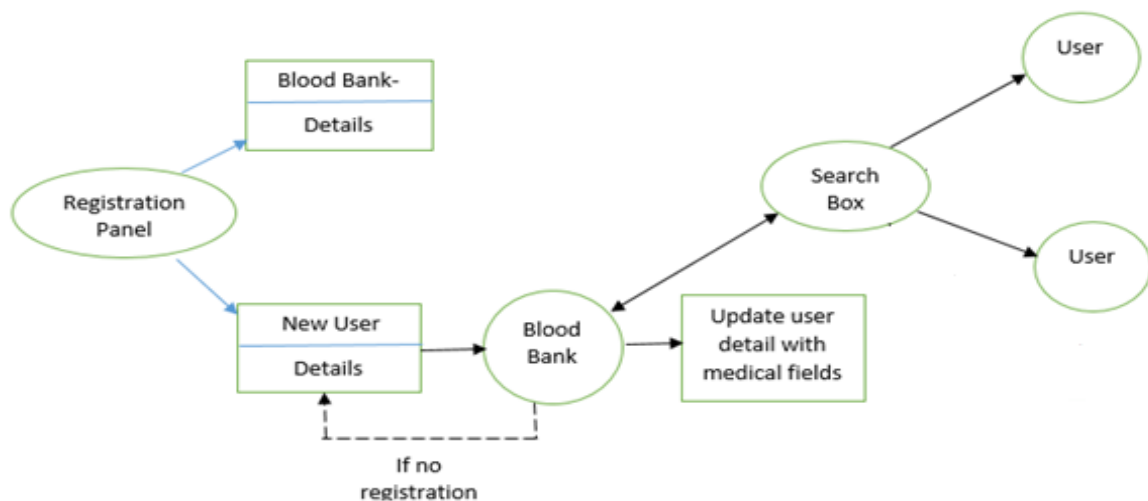 User
Blood Bank-
Details
Search
Box
Registration
Panel
User
New User
Details
Blood
Bank
Update user
detail with
medical fields
If no
registration